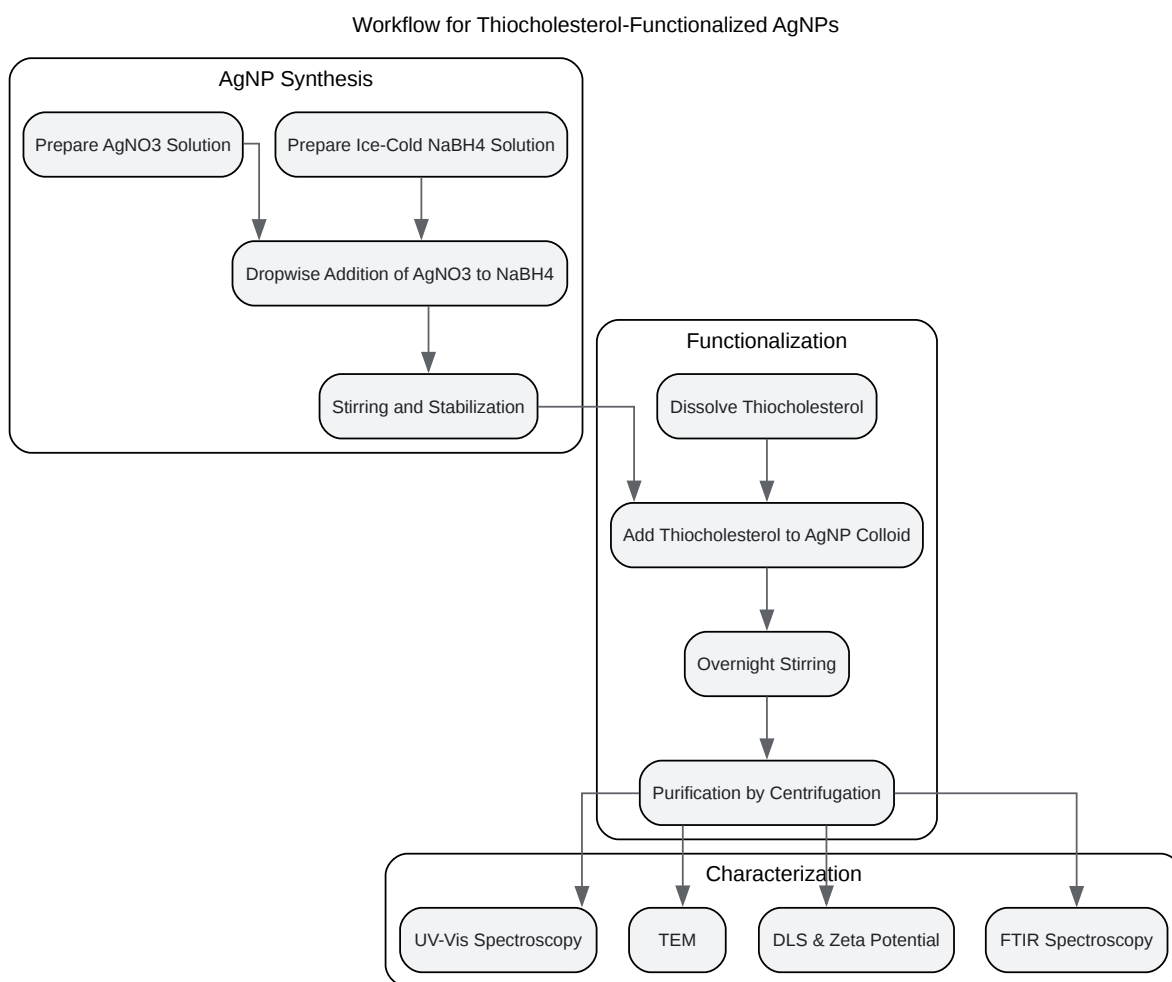 Workflow for Thiocholesterol-Functionalized AgNPs
AgNP Synthesis
Prepare AgNO3 Solution
Prepare Ice-Cold NaBH4 Solution
Dropwise Addition of AgNO3 to NaBH4
Stirring and Stabilization
Functionalization
Dissolve Thiocholesterol
Add Thiocholesterol to AgNP Colloid
Overnight Stirring
Purification by Centrifugation
Characterization
UV-Vis Spectroscopy
TEM
DLS & Zeta Potential
FTIR Spectroscopy